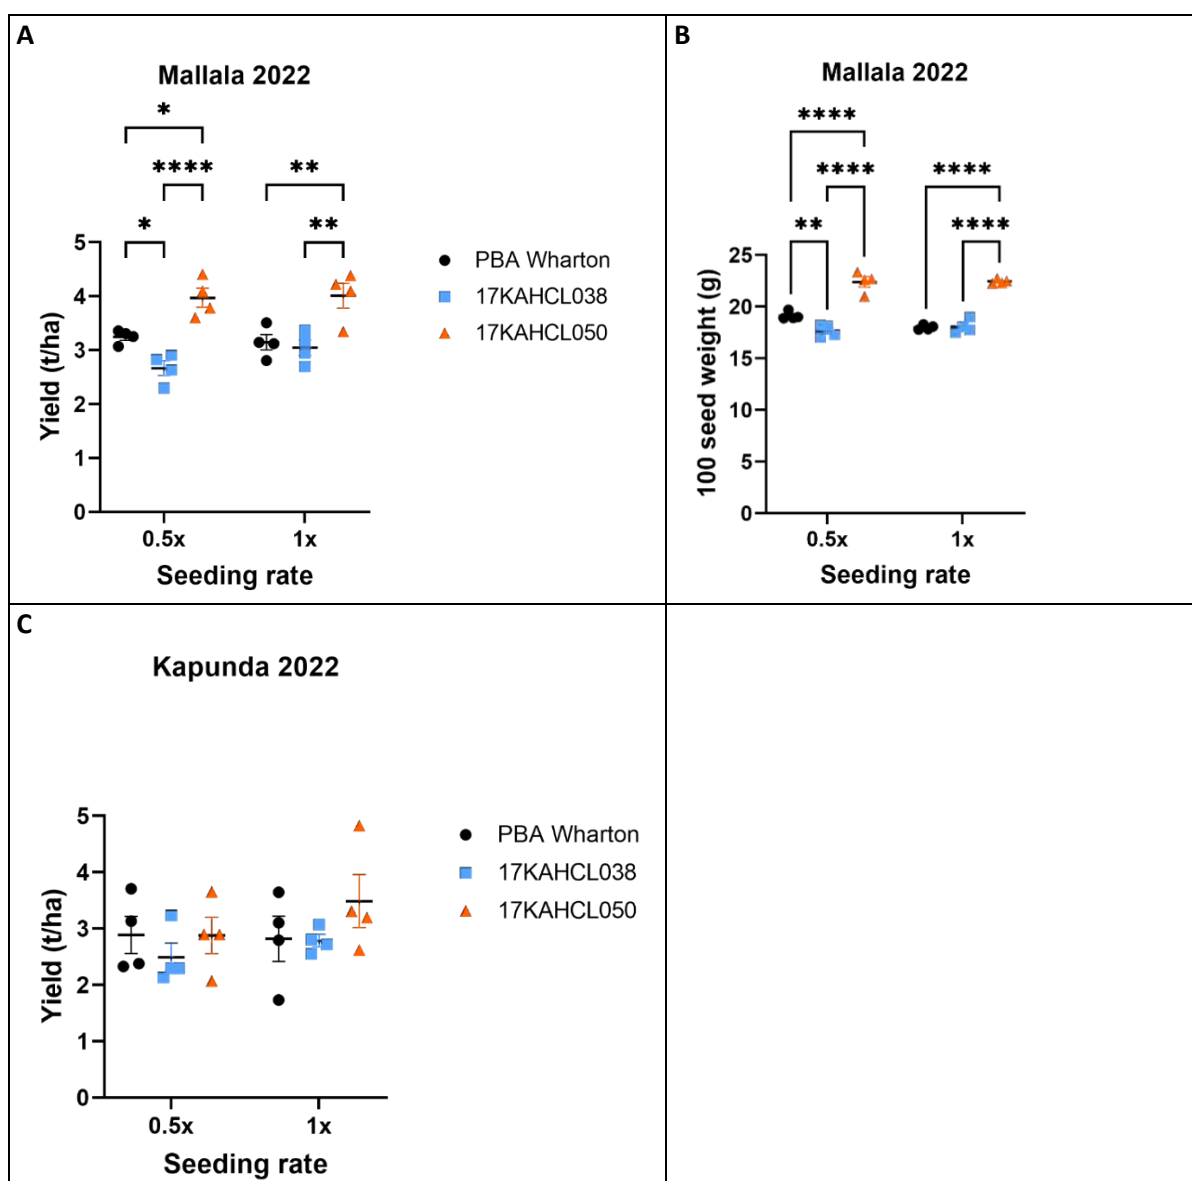 A
Mallala 2022
*
****
**
*
**
5
4
3
2
1
0
Yield (t/ha)
0.5x
1x
Seeding rate
PBA Wharton
17KAHCL038
17KAHCL050
B
Mallala 2022
****
****
****
**
****
25
20
15
10
5
0
100 seed weight (g)
0.5x
1x
Seeding rate
C
Kapunda 2022
5
4
3
2
1
0
Yield (t/ha)
0.5x
1x
Seeding rate
PBA Wharton
17KAHCL038
17KAHCL050